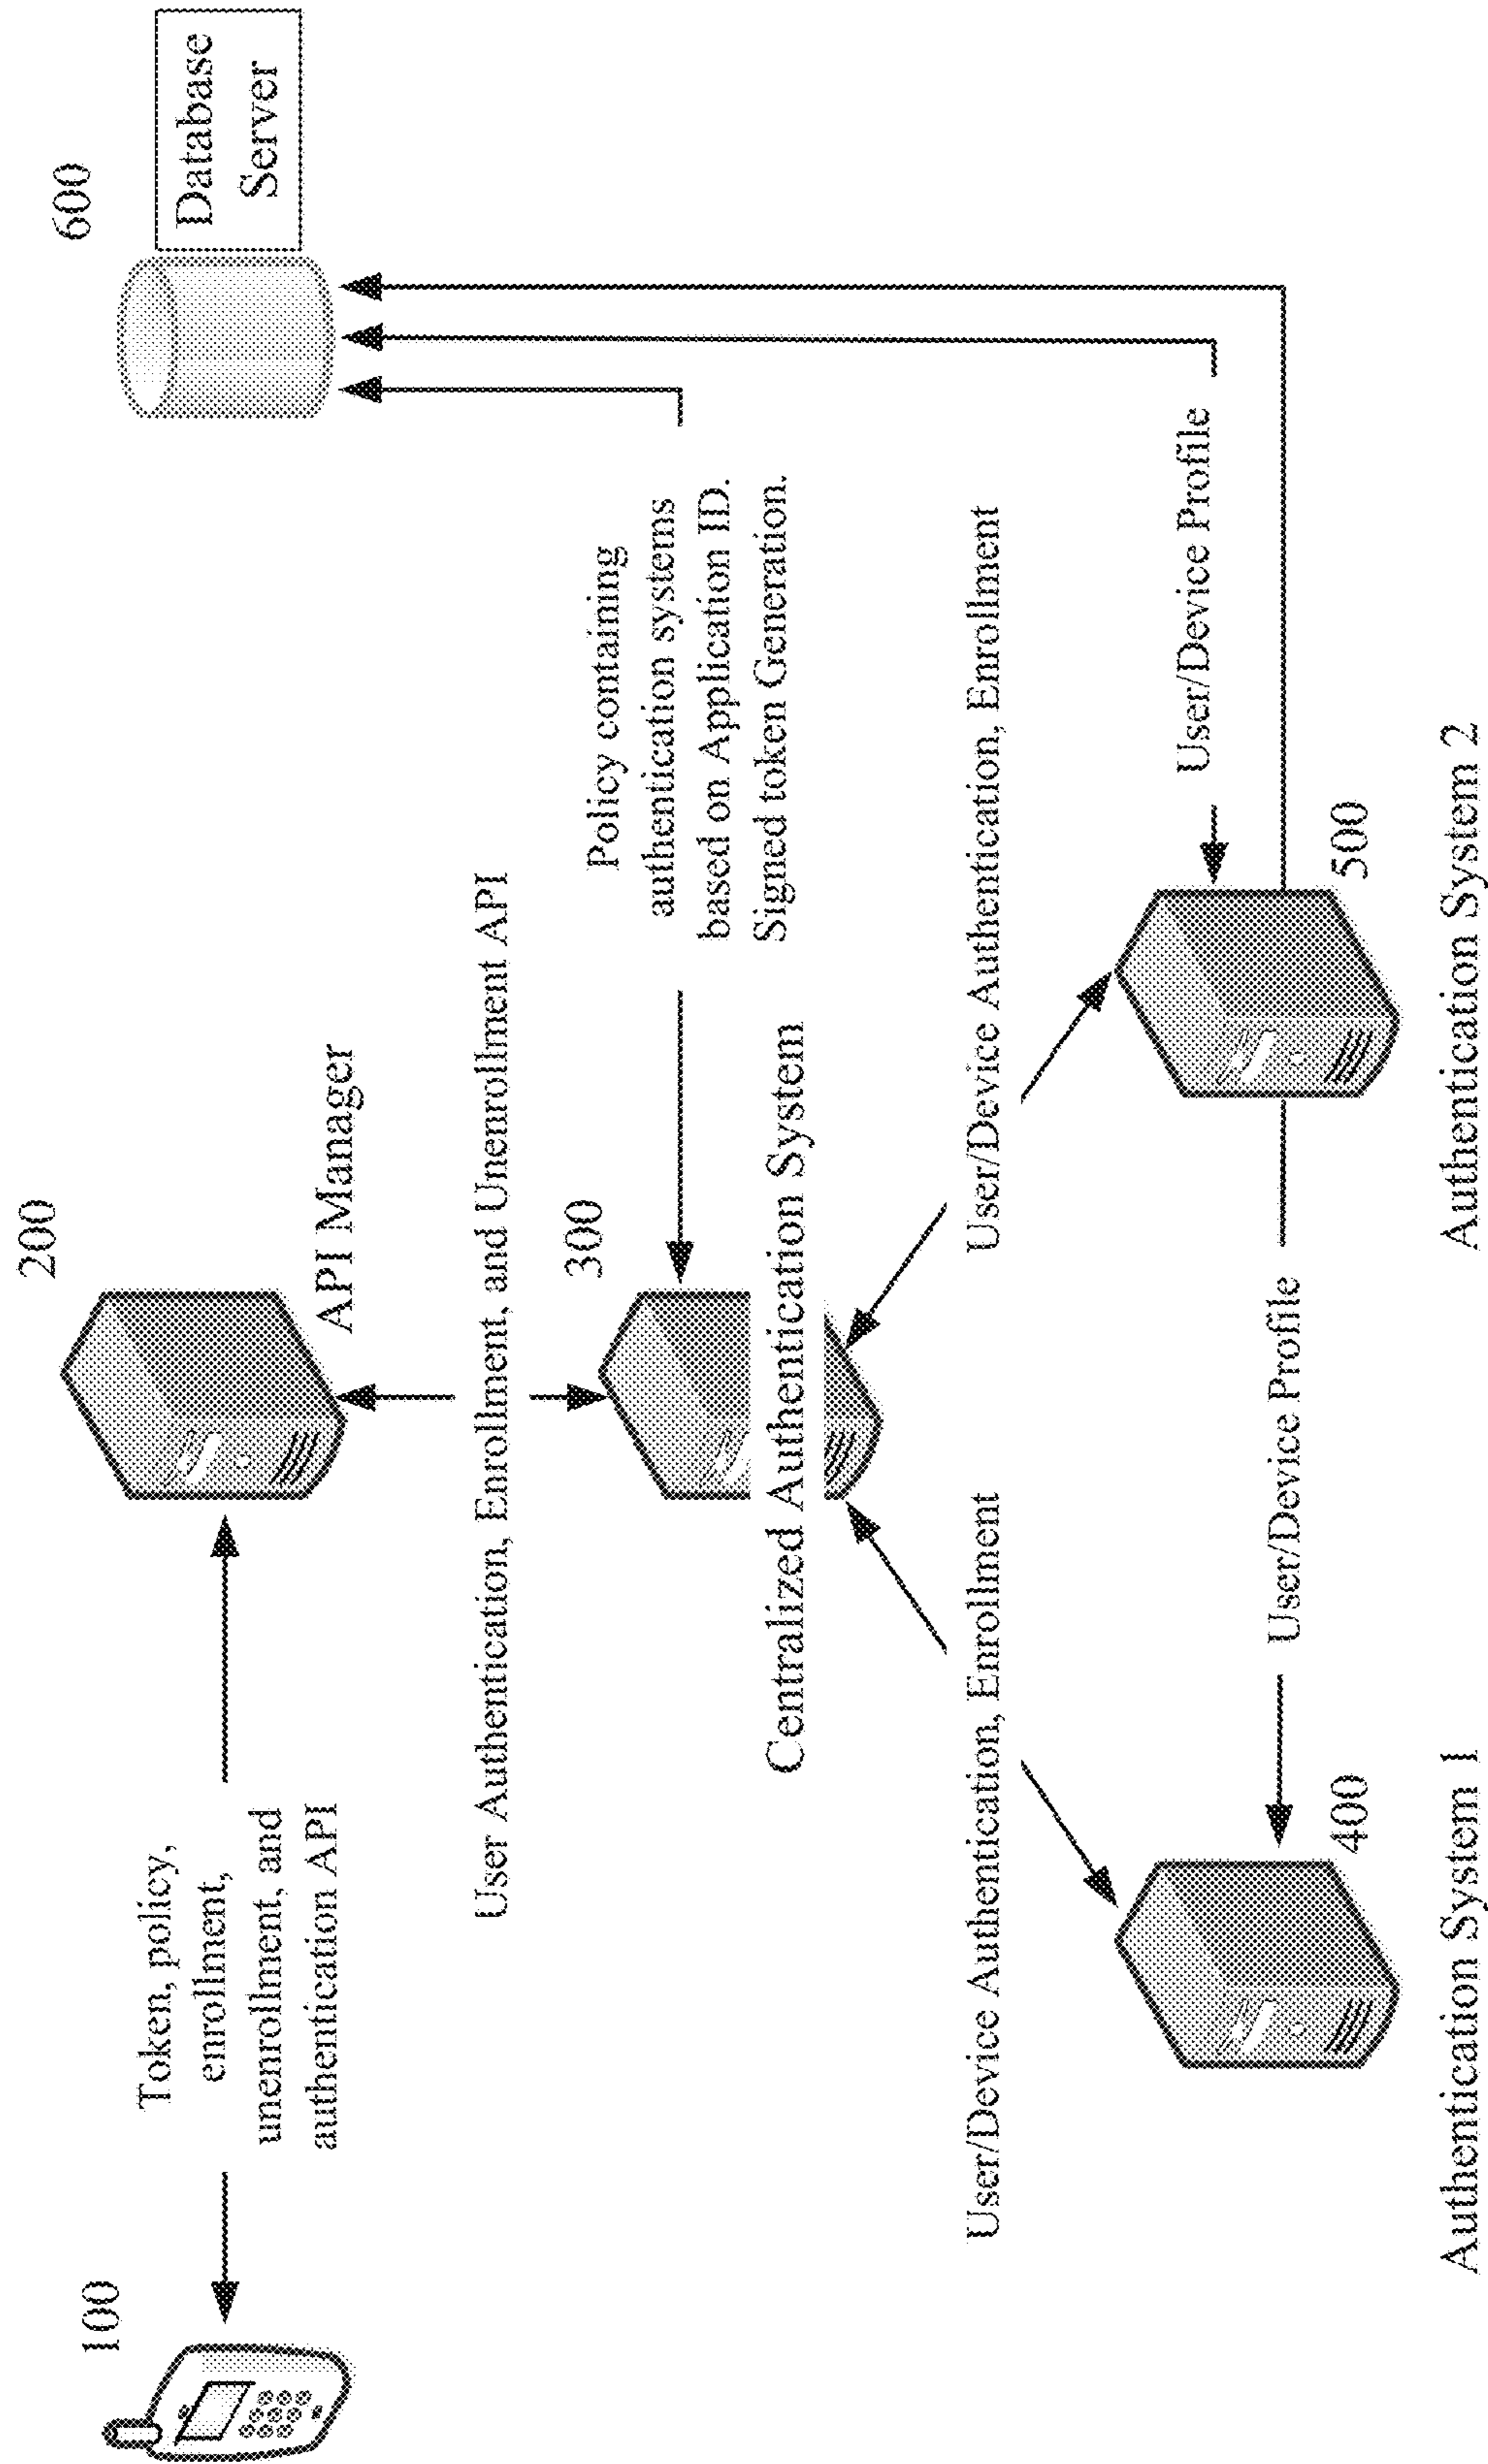 100
Token, policy,
enrollment,
unenrollment, and
authentication API
200
API Manager
600
Database
Server
User Authentication, Enrollment, and Unenrollment API
300
Centralized Authentication System
Policy containing
authentication systems
based on Application ID.
Signed token Generation.
User/Device Authentication, Enrollment
User/Device Authentication, Enrollment
User/Device Profile
User/Device Profile
400
Authentication System 1
500
Authentication System 2